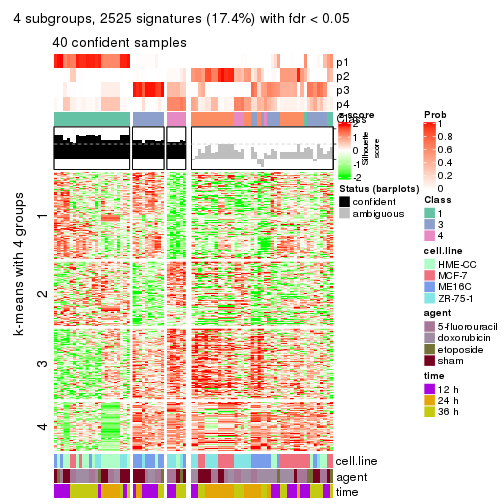 4 subgroups, 2525 signatures (17.4%) with fdr < 0.05
40 confident samples
p1
p2
p3
p4
Class
z-score
2
1
0
-1
-2
Silhouette
score
Prob
1
0.8
0.6
0.4
0.2
0
Status (barplots)
confident
ambiguous
Class
1
3
4
cell.line
HME-CC
MCF-7
ME16C
ZR-75-1
agent
5-fluorouracil
doxorubicin
etoposide
sham
time
12 h
24 h
36 h
k-means with 4 groups
1
2
3
4
cell.line
agent
time